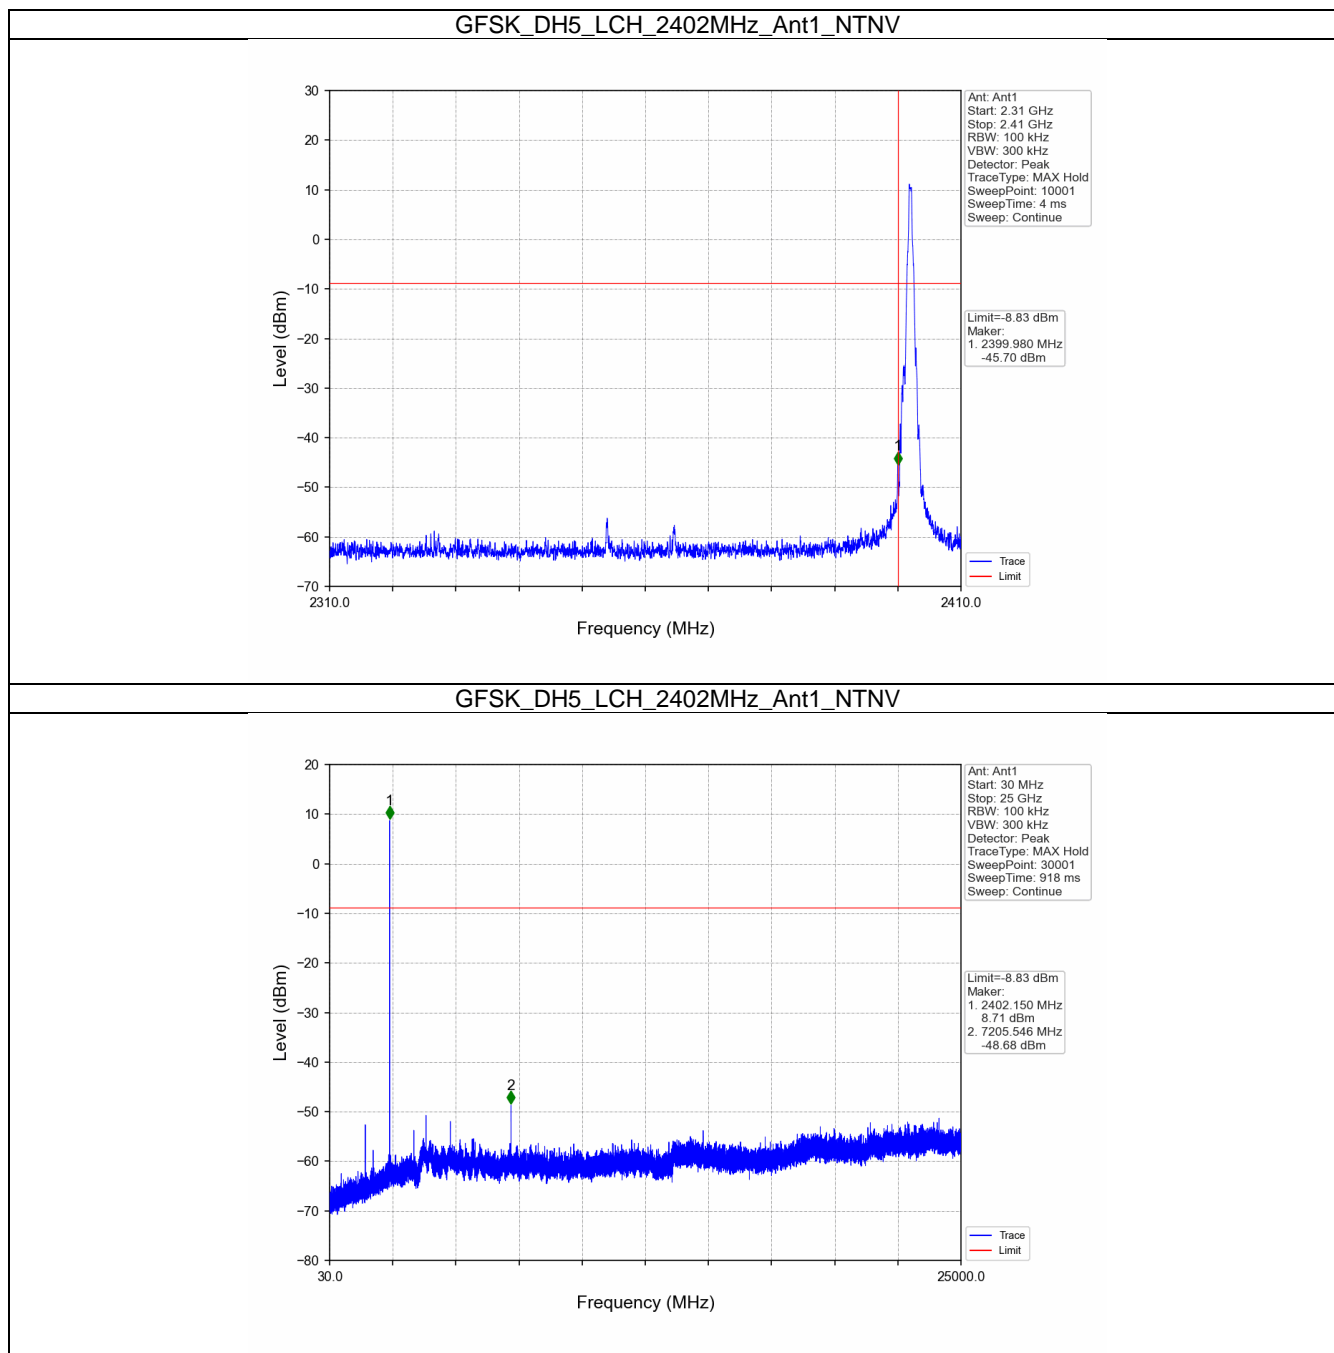 GFSK_DH5_LCH_2402MHz_Ant1_NTNV
30
20
10
0
−10
−20
−30
−40
−50
−60
−70
Level (dBm)
1
2310.0
2410.0
Frequency (MHz)
Ant: Ant1
Start: 2.31 GHz
Stop: 2.41 GHz
RBW: 100 kHz
VBW: 300 kHz
Detector: Peak
TraceType: MAX Hold
SweepPoint: 10001
SweepTime: 4 ms
Sweep: Continue
Limit=-8.83 dBm
Maker:
1. 2399.980 MHz
-45.70 dBm
Trace
Limit
GFSK_DH5_LCH_2402MHz_Ant1_NTNV
20
10
0
−10
−20
−30
−40
−50
−60
−70
−80
Level (dBm)
1
2
30.0
25000.0
Frequency (MHz)
Ant: Ant1
Start: 30 MHz
Stop: 25 GHz
RBW: 100 kHz
VBW: 300 kHz
Detector: Peak
TraceType: MAX Hold
SweepPoint: 30001
SweepTime: 918 ms
Sweep: Continue
Limit=-8.83 dBm
Maker:
1. 2402.150 MHz
8.71 dBm
2. 7205.546 MHz
-48.68 dBm
Trace
Limit